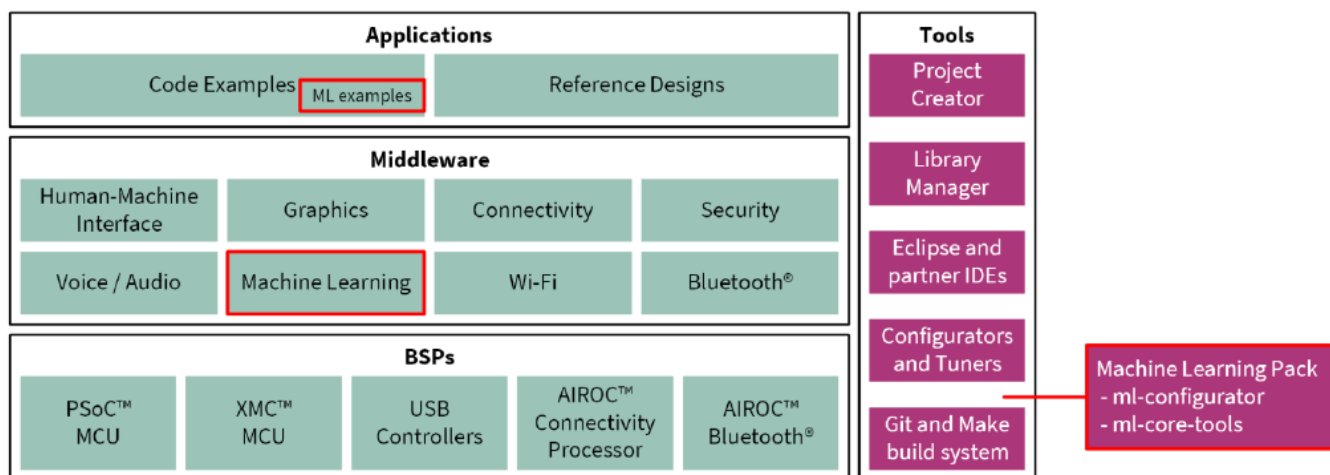 Applications
Code Examples
ML examples
Reference Designs
Middleware
Human-Machine
Interface
Graphics
Connectivity
Security
Voice / Audio
Machine Learning
Wi-Fi
Bluetooth®
BSPs
PSoC™
MCU
XMC™
MCU
USB
Controllers
AIROC™
Connectivity
Processor
AIROC™
Bluetooth®
Tools
Project
Creator
Library
Manager
Eclipse and
partner IDEs
Configurators
and Tuners
Git and Make
build system
Machine Learning Pack
- ml-configurator
- ml-core-tools